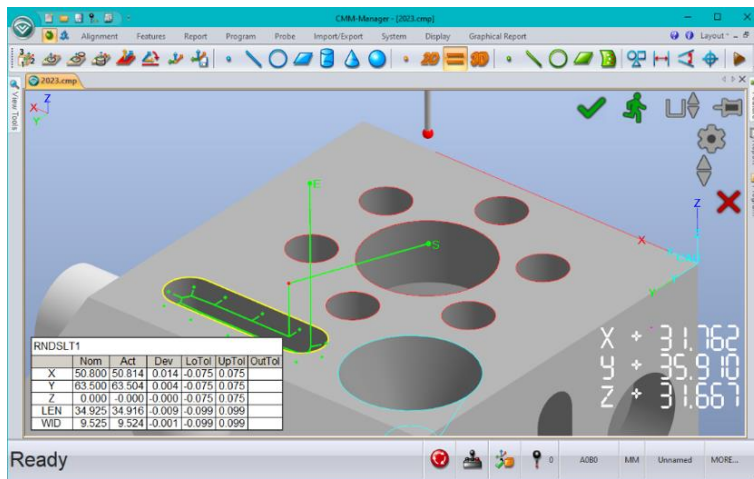 CMM-Manager - [2023.cmp]
Alignment Features Report Program Probe Import/Export System Display Graphical Report Layout
3
2D 3D
2023.cmp
View Tools
Z
X
Y
E
S
Z
X
Y
X + 31.762
Y + 35.910
Z + 31.667
RNDSLT1
Nom Act Dev LoTol UpTol OutTol
X 50.800 50.814 0.014 -0.075 0.075
Y 63.500 63.504 0.004 -0.075 0.075
Z 0.000 -0.000 -0.000 -0.075 0.075
LEN 34.925 34.916 -0.009 -0.099 0.099
WID 9.525 9.524 -0.001 -0.099 0.099
Ready 0 A0B0 MM Unnamed MORE...